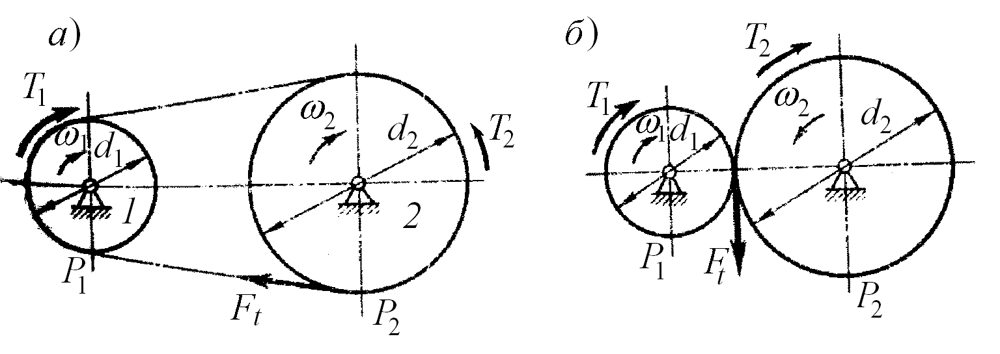 а)
T₁
ω₁
d₁
1
P₁
ω₂
d₂
T₂
2
Fₜ
P₂
б)
T₁
ω₁
d₁
P₁
Fₜ
T₂
ω₂
d₂
P₂